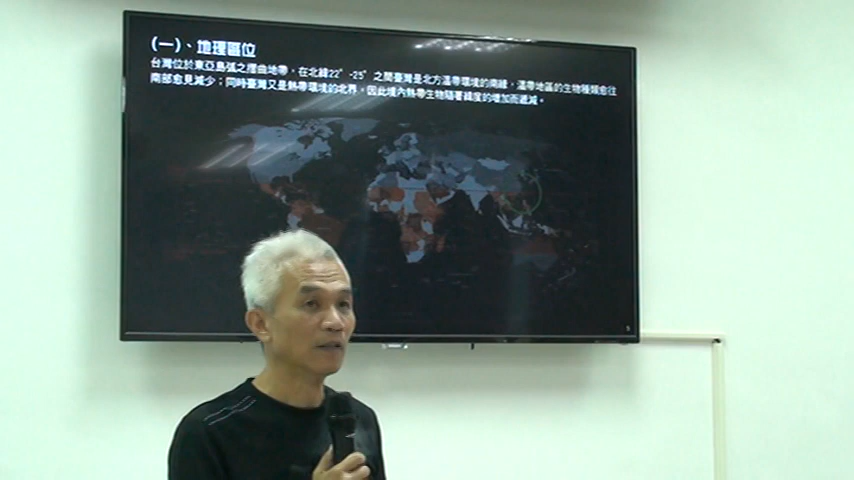 (一)、地理區位
台灣位於東亞島弧之摺曲地帶，在北緯22°-25°之間臺灣是北方溫帶環境的南緣，溫帶地區的生物種類愈往
南部愈見減少；同時臺灣又是熱帶環境的北界，因此境內熱帶生物隨著緯度的增加而遞減。
5